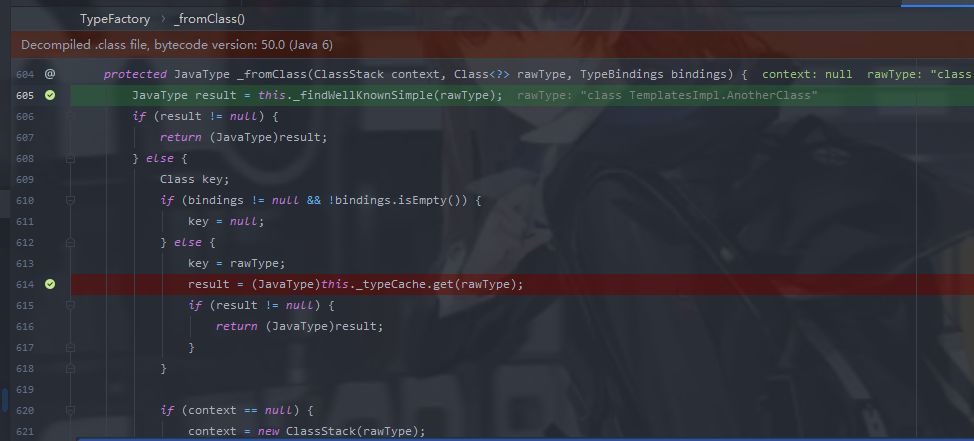 TypeFactory › _fromClass()
Decompiled .class file, bytecode version: 50.0 (Java 6)
604 @ protected JavaType _fromClass(ClassStack context, Class<?> rawType, TypeBindings bindings) { context: null rawType: "class
605 JavaType result = this._findWellKnownSimple(rawType); rawType: "class TemplatesImpl.AnotherClass"
606 if (result != null) {
607 return (JavaType)result;
608 } else {
609 Class key;
610 if (bindings != null && !bindings.isEmpty()) {
611 key = null;
612 } else {
613 key = rawType;
614 result = (JavaType)this._typeCache.get(rawType);
615 if (result != null) {
616 return (JavaType)result;
617 }
618 }
619
620 if (context == null) {
621 context = new ClassStack(rawType);